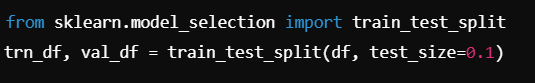 from sklearn.model_selection import train_test_split
trn_df, val_df = train_test_split(df, test_size=0.1)